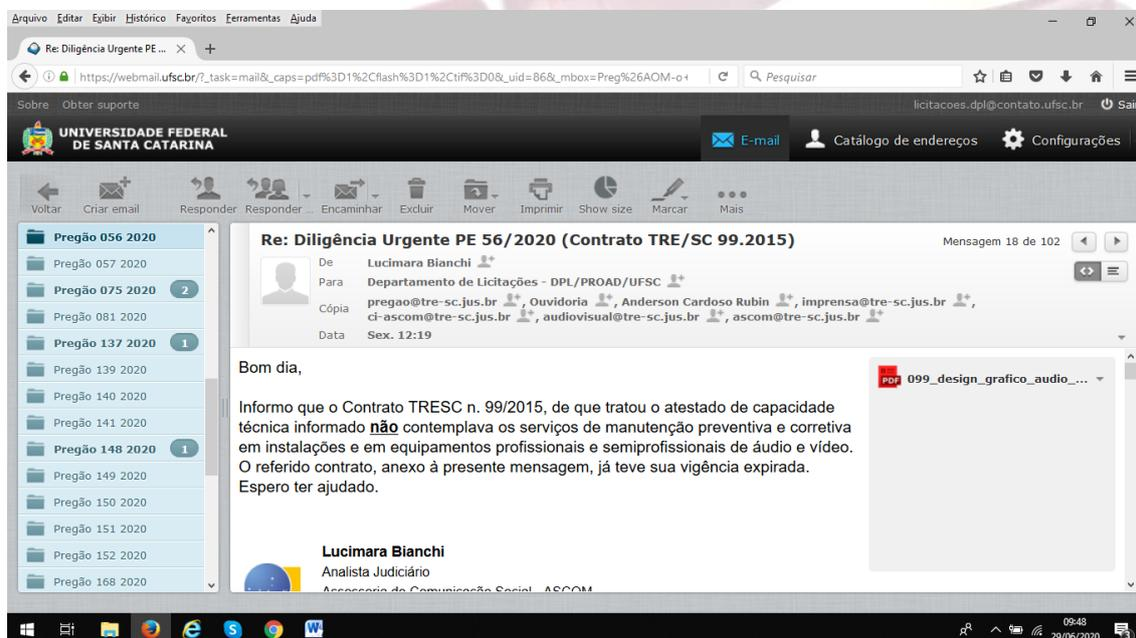 Arquivo Editar Exibir Histórico Favoritos Ferramentas Ajuda
Re: Diligência Urgente PE ...
https://webmail.ufsc.br/?_task=mail&_caps=pdf%3D1%2Cflash%3D1%2Ctif%3D0&_uid=86&_mbox=Preg%26AOM-o+
Pesquisar
Sobre Obter suporte
licitacoes.dpl@contato.ufsc.br Sai
UNIVERSIDADE FEDERAL
DE SANTA CATARINA
E-mail Catálogo de endereços Configurações
Voltar Criar email Responder Responder ... Encaminhar Excluir Mover Imprimir Show size Marcar Mais
Pregão 056 2020
Pregão 057 2020
Pregão 075 2020 2
Pregão 081 2020
Pregão 137 2020 1
Pregão 139 2020
Pregão 140 2020
Pregão 141 2020
Pregão 148 2020 1
Pregão 149 2020
Pregão 150 2020
Pregão 151 2020
Pregão 152 2020
Pregão 168 2020
Re: Diligência Urgente PE 56/2020 (Contrato TRE/SC 99.2015)
Mensagem 18 de 102
De Lucimara Bianchi
Para Departamento de Licitações - DPL/PROAD/UFSC
Cópia pregao@tre-sc.jus.br, Ouvidoria, Anderson Cardoso Rubin, imprensa@tre-sc.jus.br,
ci-ascom@tre-sc.jus.br, audiovisual@tre-sc.jus.br, ascom@tre-sc.jus.br
Data Sex. 12:19
Bom dia,
Informo que o Contrato TRESC n. 99/2015, de que tratou o atestado de capacidade
técnica informado não contemplava os serviços de manutenção preventiva e corretiva
em instalações e em equipamentos profissionais e semiprofissionais de áudio e vídeo.
O referido contrato, anexo à presente mensagem, já teve sua vigência expirada.
Espero ter ajudado.
Lucimara Bianchi
Analista Judiciário
Assessoria de Comunicação Social - ASCOM
PDF 099_design_grafico_audio_...
09:48
29/06/2020